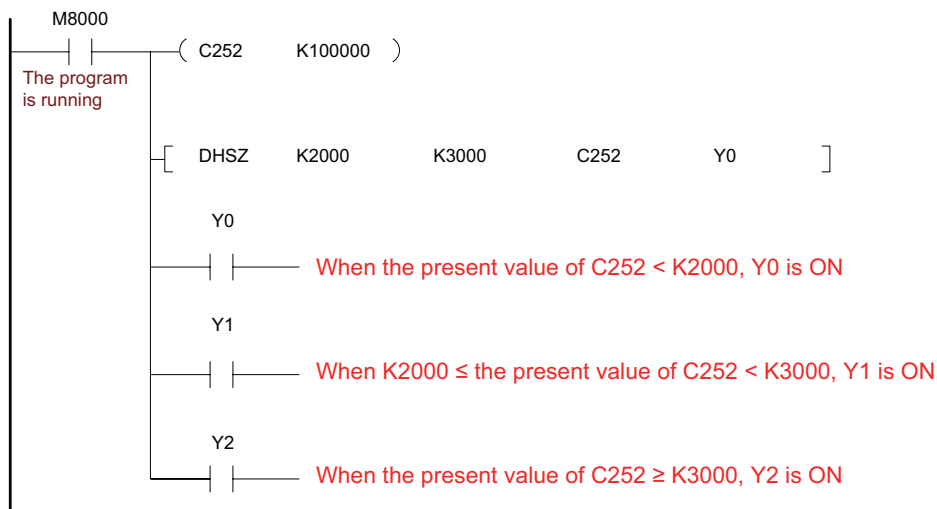 M8000
C252 K100000
The program
is running
DHSZ K2000 K3000 C252 Y0
Y0
When the present value of C252 < K2000, Y0 is ON
Y1
When K2000 ≤ the present value of C252 < K3000, Y1 is ON
Y2
When the present value of C252 ≥ K3000, Y2 is ON